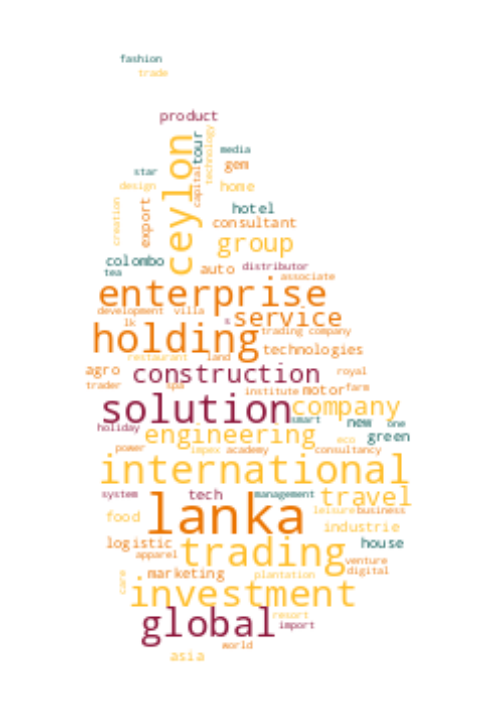 fashion
trade
product
ceylon
tour
capital
technology
media
gem
star
design
home
creation
export
hotel
consultant
group
colombo
tea
auto
distributor
associate
enterprise
development villa
s service
lk
holding
trading company
restaurant land
technologies
agro
construction
royal
trader
spa
institute motor farm
solution company
smart
holiday
engineering
new one
green
eco
power
impex academy
consultancy
international
system
tech
management travel
lanka
food
leisure business
industrie
logistic
house
apparel
trading
venture
care
marketing
plantation
digital
investment
resort
global import
world
asia